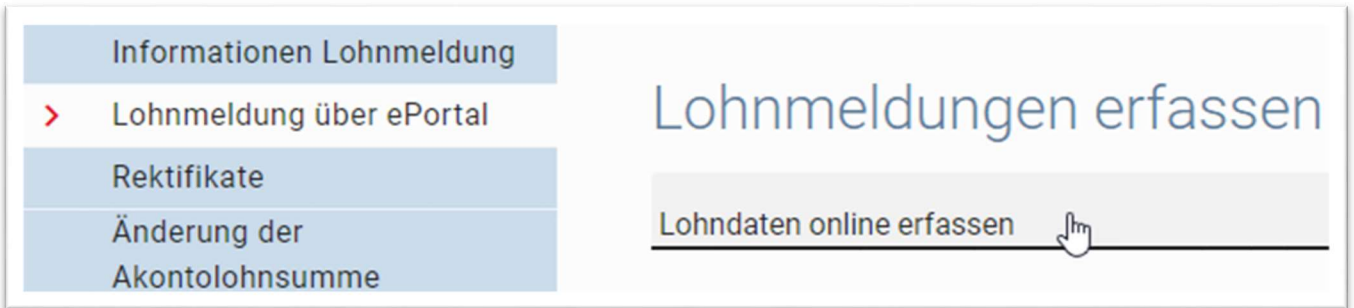 Informationen Lohnmeldung
Lohnmeldung über ePortal
Rektifikate
Änderung der
Akontolohnsumme
Lohnmeldungen erfassen
Lohndaten online erfassen